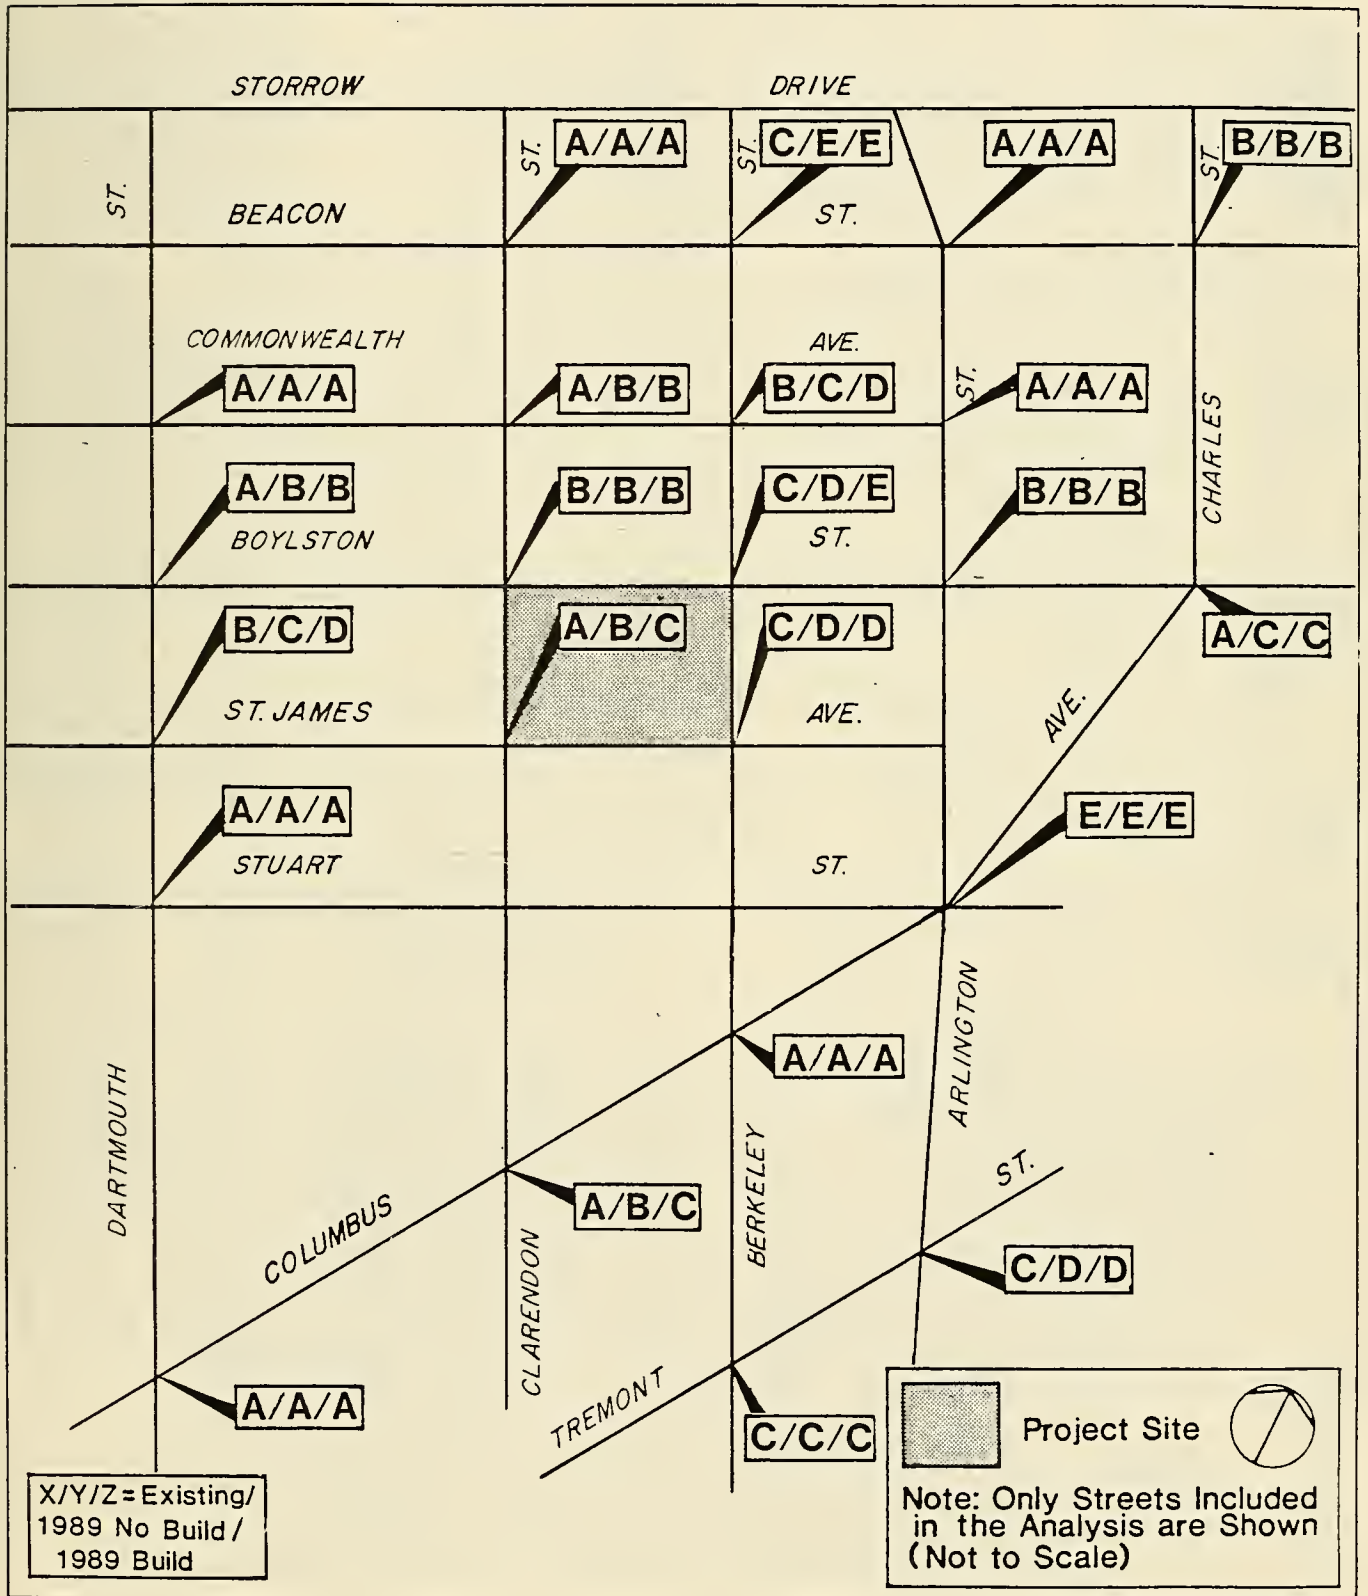 STORROW DRIVE
ST. A/A/A ST. C/E/E A/A/A ST. B/B/B
ST. BEACON ST.
COMMONWEALTH AVE.
A/A/A A/B/B B/C/D ST. A/A/A
CHARLES
A/B/B B/B/B C/D/E B/B/B
BOYLSTON ST.
B/C/D A/B/C C/D/D A/C/C
ST. JAMES AVE. AVE.
A/A/A E/E/E
STUART ST.
ARLINGTON
A/A/A
DARTMOUTH
BERKELEY
ST.
A/B/C
COLUMBUS
CLARENDON
C/D/D
TREMONT
A/A/A
C/C/C
X/Y/Z=Existing/
1989 No Build/
1989 Build
Project Site
Note: Only Streets Included
in the Analysis are Shown
(Not to Scale)